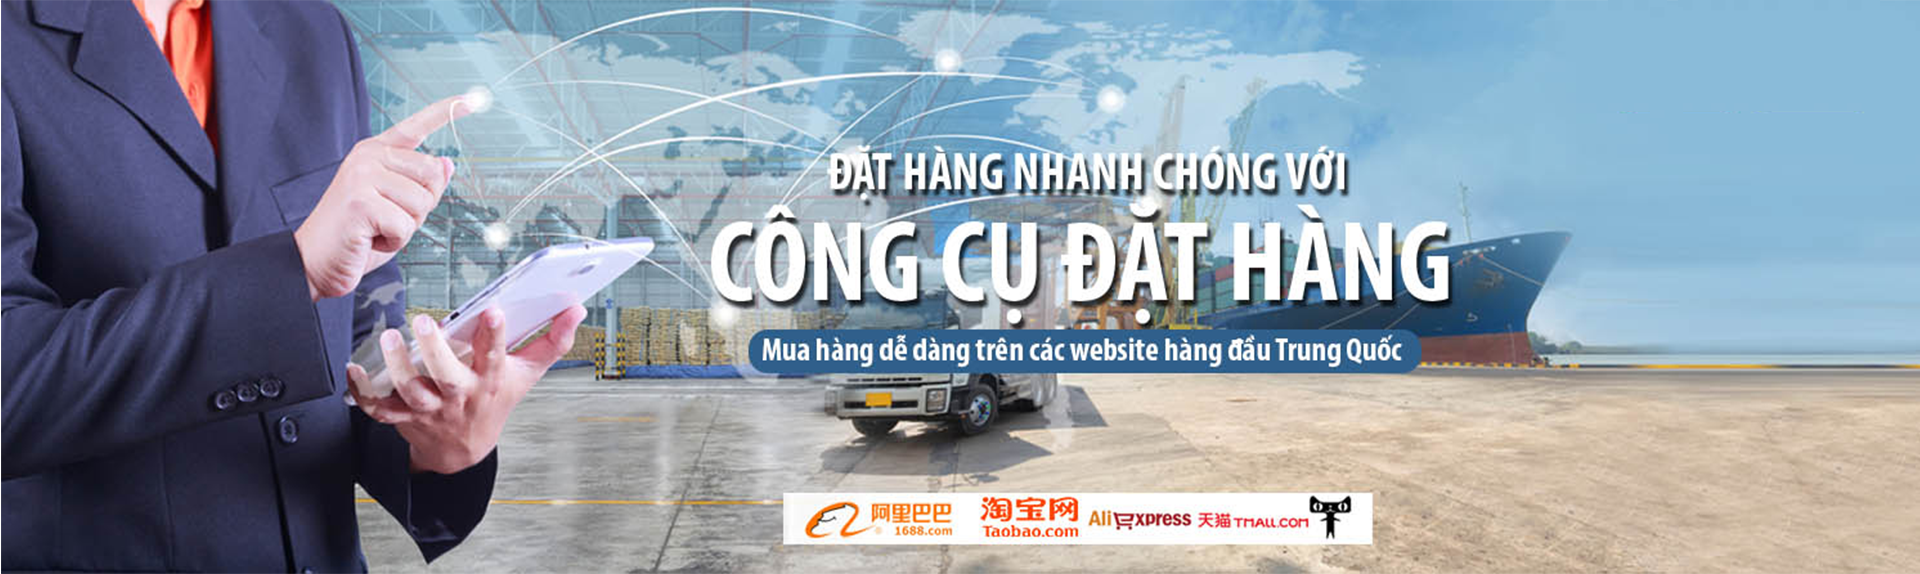 ĐẶT HÀNG NHANH CHÓNG VỚI
CÔNG CỤ ĐẶT HÀNG
Mua hàng dễ dàng trên các website hàng đầu Trung Quốc
阿里巴巴
1688.com
淘宝网
Taobao.com
AliExpress
天猫 TMALL.COM